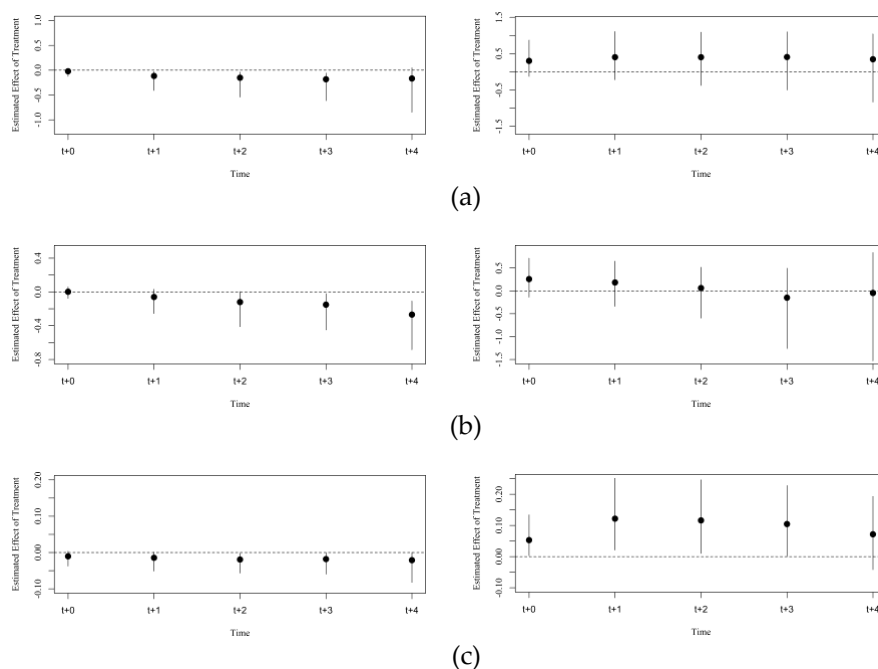 Estimated Effect of Treatment
1.0
0.5
0.0
-0.5
-1.0
t+0 t+1 t+2 t+3 t+4
Time
Estimated Effect of Treatment
1.5
0.5
-0.5
-1.5
t+0 t+1 t+2 t+3 t+4
Time
(a)
Estimated Effect of Treatment
0.4
0.0
-0.4
-0.8
t+0 t+1 t+2 t+3 t+4
Time
Estimated Effect of Treatment
0.5
0.0
-0.5
-1.0
-1.5
t+0 t+1 t+2 t+3 t+4
Time
(b)
Estimated Effect of Treatment
0.20
0.10
0.00
-0.10
t+0 t+1 t+2 t+3 t+4
Time
Estimated Effect of Treatment
0.20
0.10
0.00
-0.10
t+0 t+1 t+2 t+3 t+4
Time
(c)